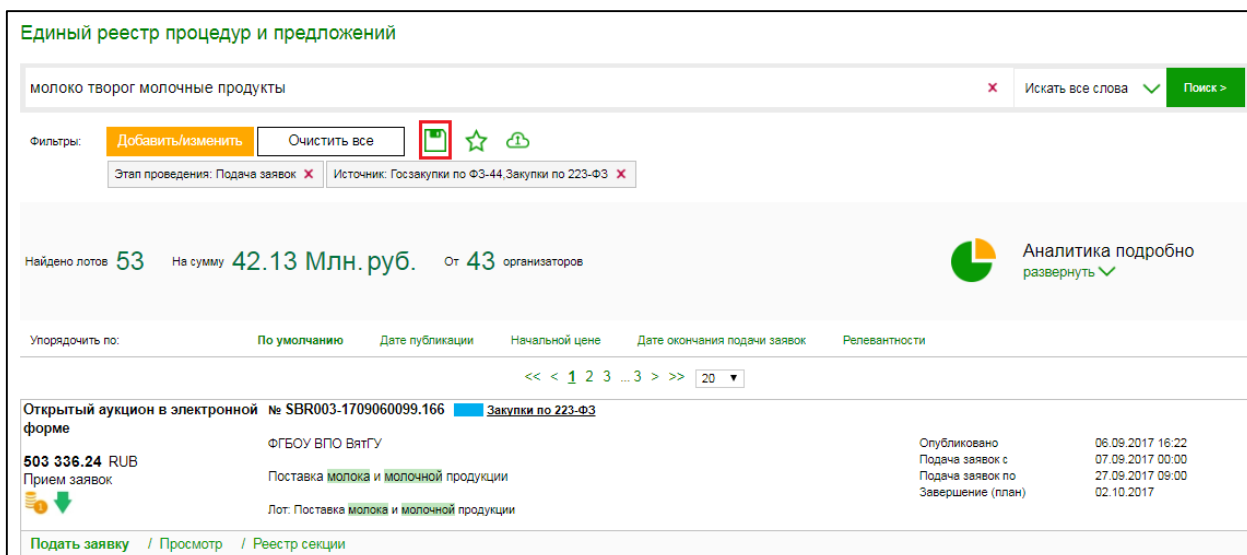 Единый реестр процедур и предложений
молоко творог молочные продукты x Искать все слова Поиск >
Фильтры: Добавить/изменить Очистить все
Этап проведения: Подача заявок x Источник: Госзакупки по ФЗ-44,Закупки по 223-ФЗ x
Найдено лотов 53 На сумму 42.13 Млн.руб. от 43 организаторов
Аналитика подробно
развернуть
Упорядочить по: По умолчанию Дате публикации Начальной цене Дате окончания подачи заявок Релевантности
<< < 1 2 3 ...3 > >> 20 ▼
Открытый аукцион в электронной форме
№ SBR003-1709060099.166 Закупки по 223-ФЗ
503 336.24 RUB
Прием заявок
1
ФГБОУ ВПО ВятГУ
Поставка молока и молочной продукции
Лот: Поставка молока и молочной продукции
Опубликовано 06.09.2017 16:22
Подача заявок с 07.09.2017 00:00
Подача заявок по 27.09.2017 09:00
Завершение (план) 02.10.2017
Подать заявку / Просмотр / Реестр секции